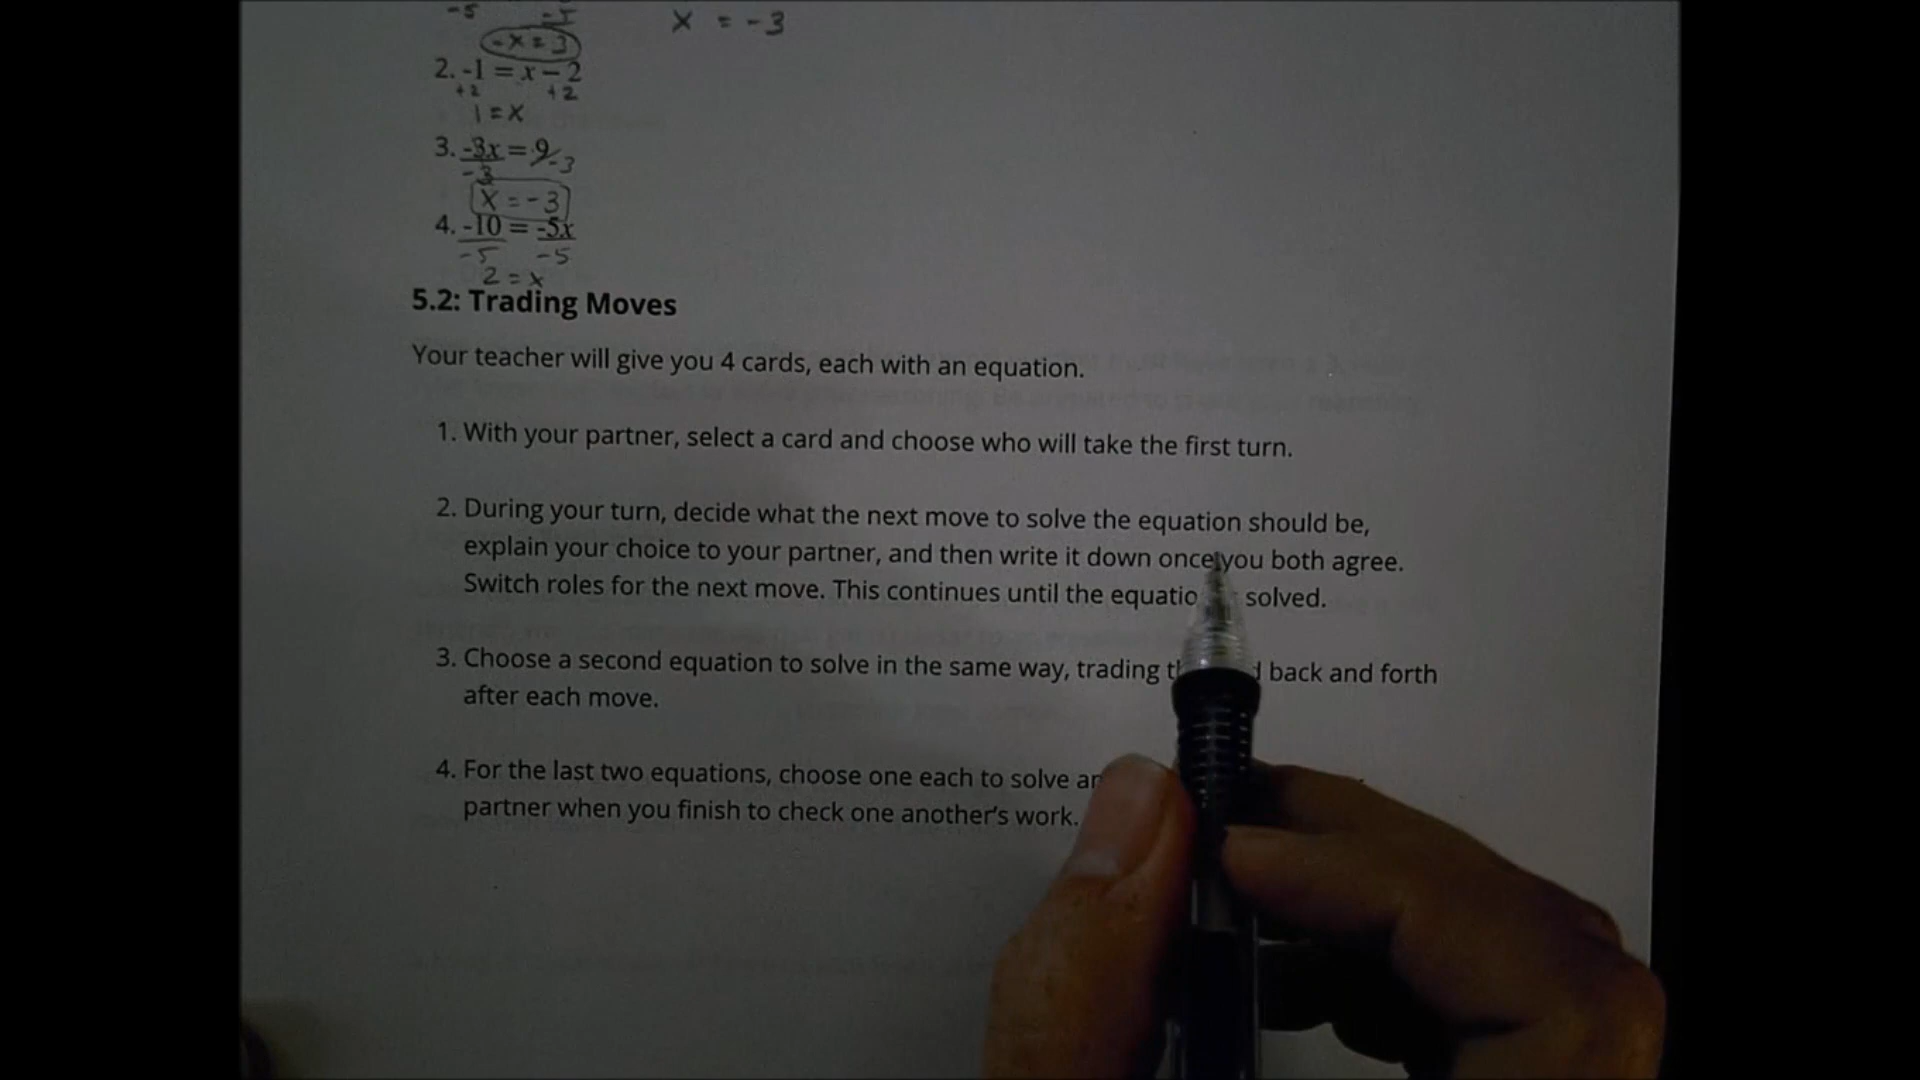 -5 -5
-x = 3 x = -3
2. -1 = x - 2
+2 +2
1 = x
3. -3x = 9/-3
-3
x = -3
4. -10 = -5x
-5 -5
2 = x
5.2: Trading Moves
Your teacher will give you 4 cards, each with an equation.
1. With your partner, select a card and choose who will take the first turn.
2. During your turn, decide what the next move to solve the equation should be,
explain your choice to your partner, and then write it down once you both agree.
Switch roles for the next move. This continues until the equatio solved.
3. Choose a second equation to solve in the same way, trading back and forth
after each move.
4. For the last two equations, choose one each to solve
partner when you finish to check one another's work.